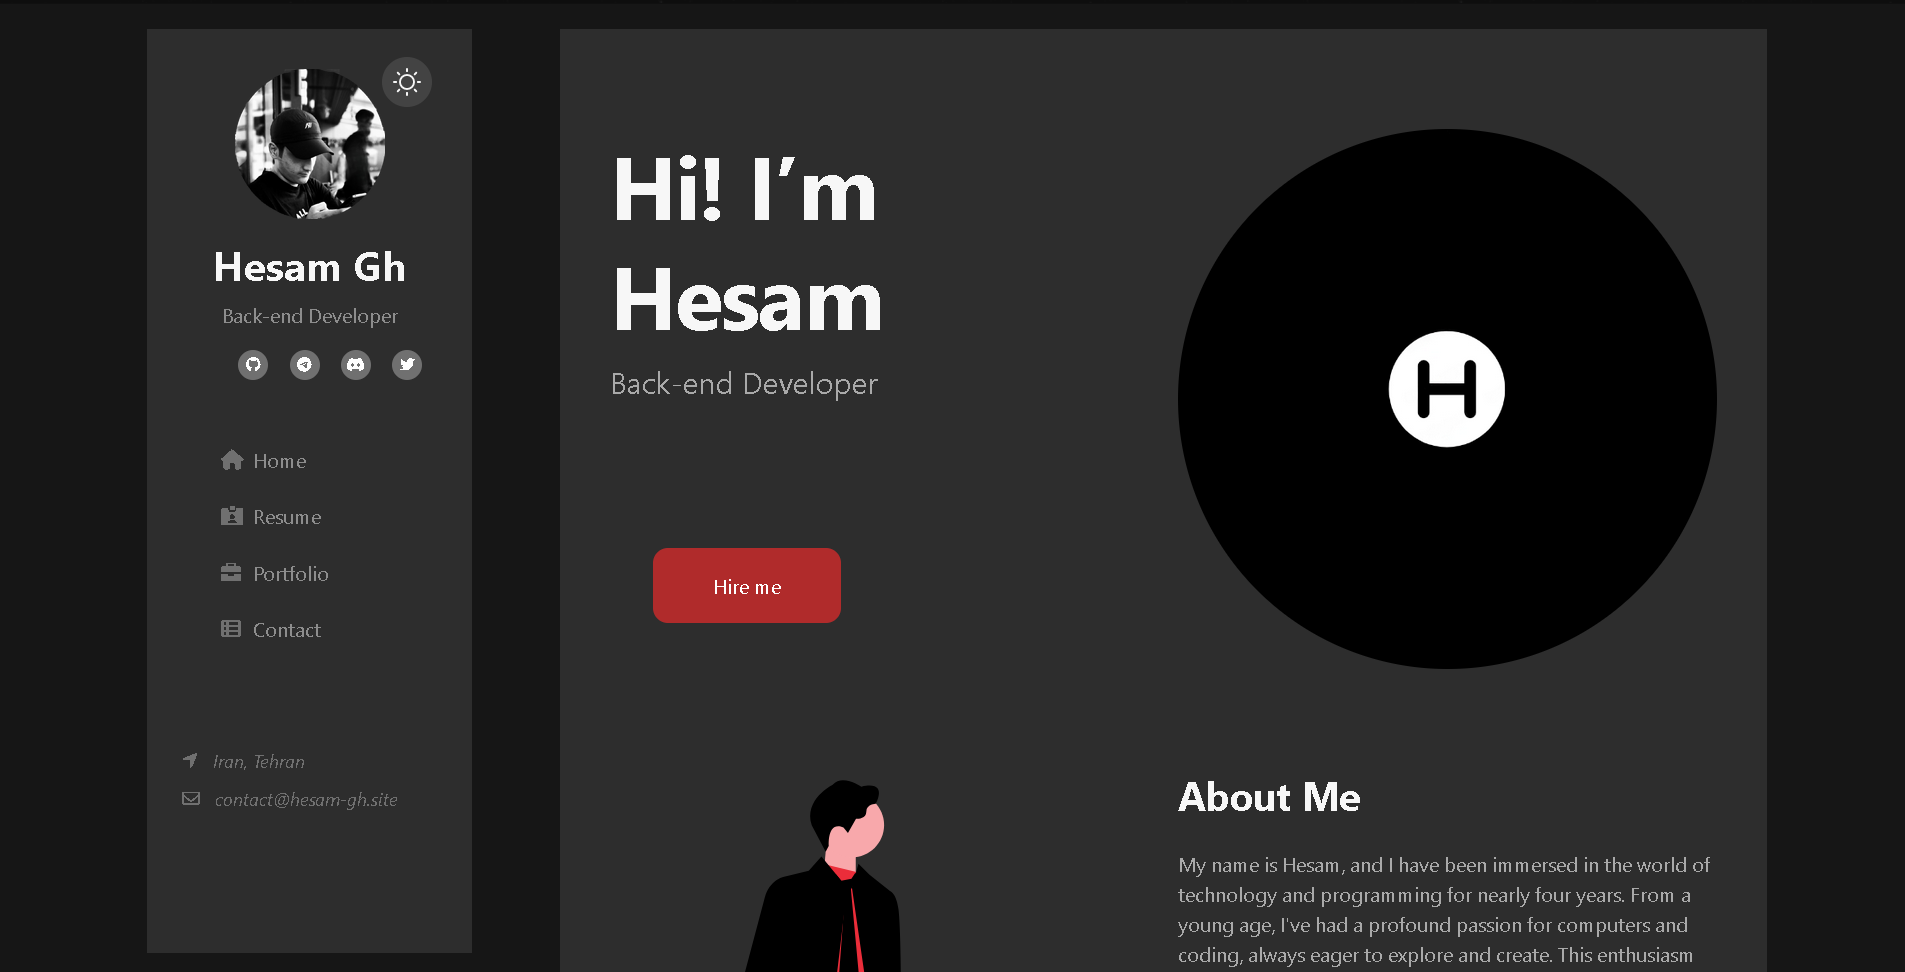 Hesam Gh
Back-end Developer
Home
Resume
Portfolio
Contact
Iran, Tehran
contact@hesam-gh.site
Hi! I’m
Hesam
Back-end Developer
Hire me
H
About Me
My name is Hesam, and I have been immersed in the world of
technology and programming for nearly four years. From a
young age, I've had a profound passion for computers and
coding, always eager to explore and create. This enthusiasm